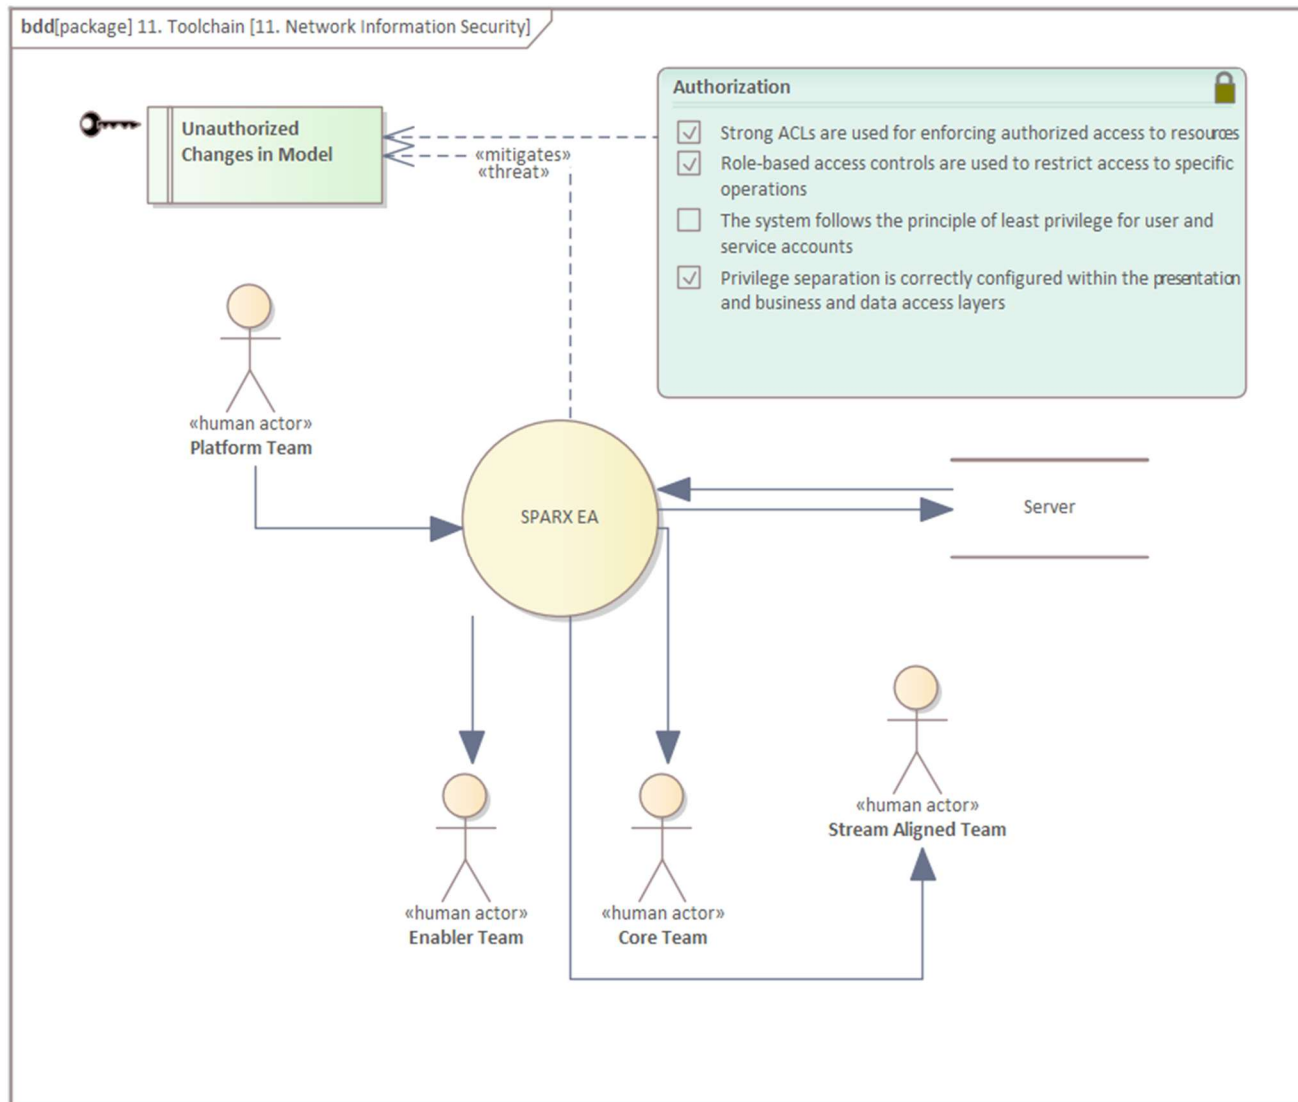 bdd[package] 11. Toolchain [11. Network Information Security]
Unauthorized
Changes in Model
Authorization
Strong ACLs are used for enforcing authorized access to resources
Role-based access controls are used to restrict access to specific
operations
The system follows the principle of least privilege for user and
service accounts
Privilege separation is correctly configured within the presentation
and business and data access layers
«mitigates»
«threat»
«human actor»
Platform Team
SPARX EA
Server
«human actor»
Stream Aligned Team
«human actor»
Enabler Team
«human actor»
Core Team